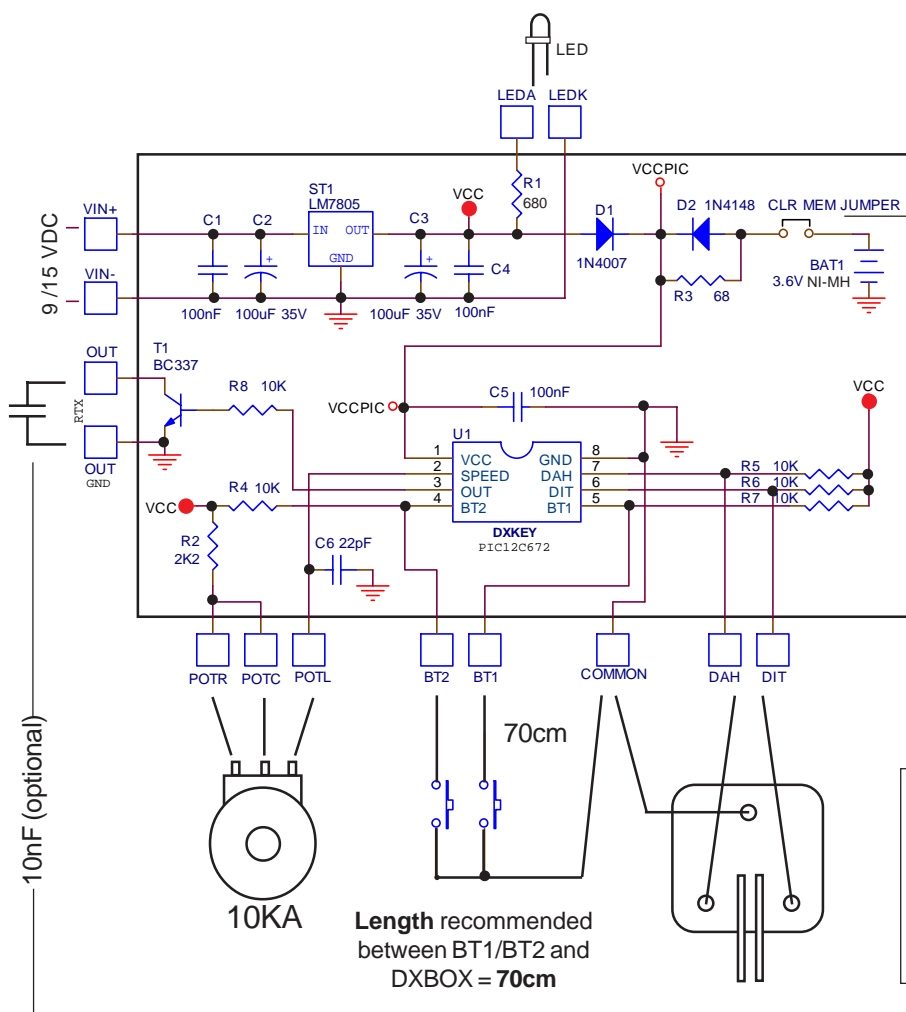 LED
LEDA LEDK
VCCPIC
R1
680
ST1
LM7805
VCC
VIN+
C1 C2 C3
D1 D2 1N4148 CLR MEM JUMPER
IN OUT
GND
9 /15 VDC
C4
1N4007
BAT1
3.6V NI-MH
VIN-
R3 68
100nF 100uF 35V 100uF 35V 100nF
OUT
T1
BC337
R8 10K
C5 100nF
VCC
RTX
VCCPIC
U1
OUT
GND
1 VCC GND 8
2 SPEED DAH 7
3 OUT DIT 6
4 BT2 BT1 5
R5 10K
R6 10K
R7 10K
R4 10K
VCC
DXKEY
PIC12C672
R2
2K2
C6 22pF
POTR POTC POTL BT2 BT1 COMMON DAH DIT
70cm
10nF (optional)
10KA
Length recommended
between BT1/BT2 and
DXBOX = 70cm